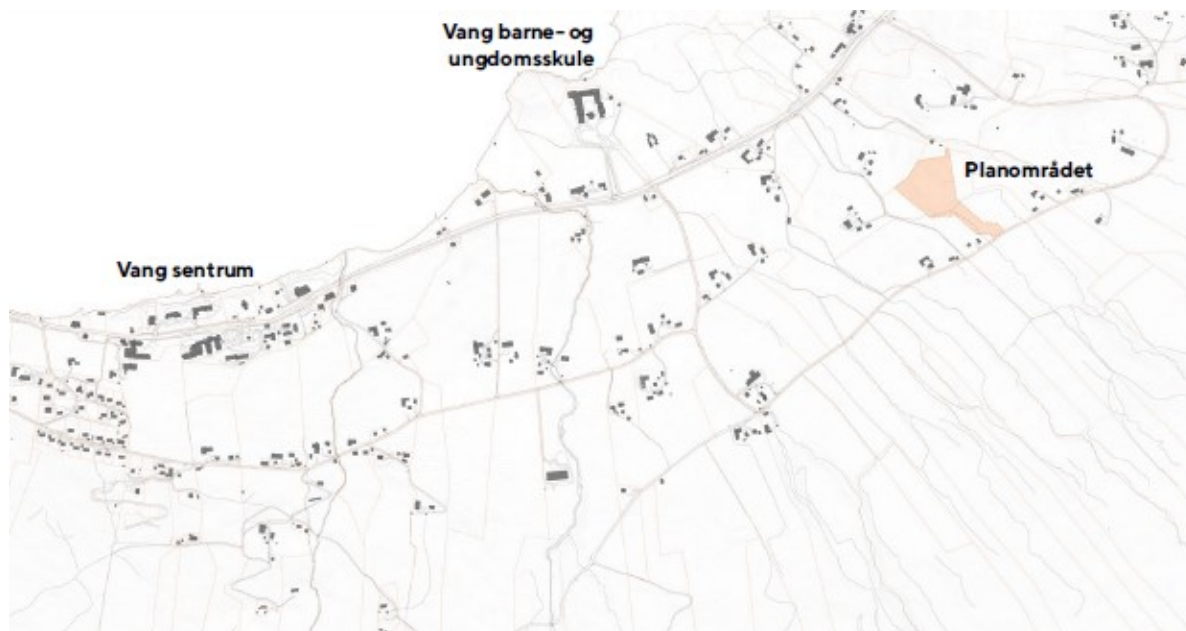 Vang barne- og
ungdomsskule
Planområdet
Vang sentrum